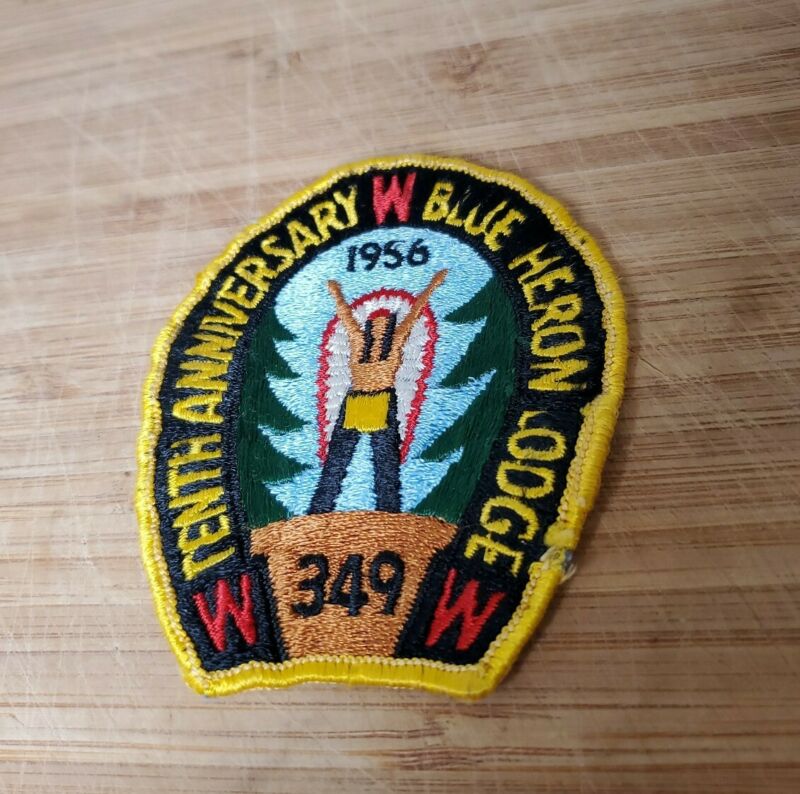 TENTH ANNIVERSARY W BLUE HERON LODGE
1956
349
W W